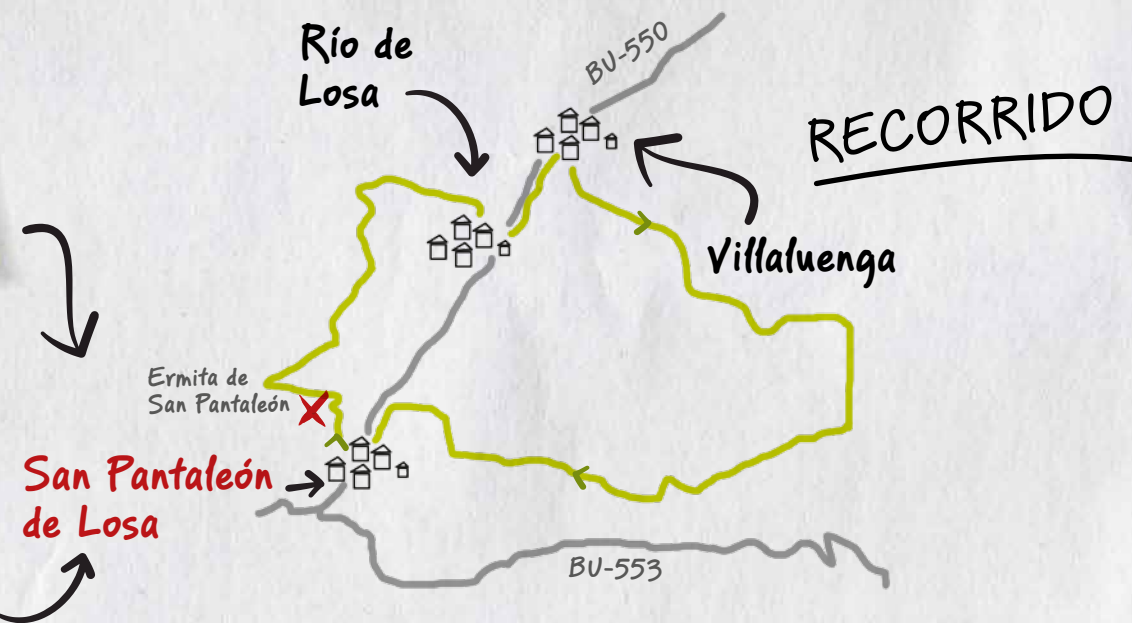 Río de
Losa
BU-550
RECORRIDO
Villaluenga
Ermita de
San Pantaleón
San Pantaleón
de Losa
BU-553